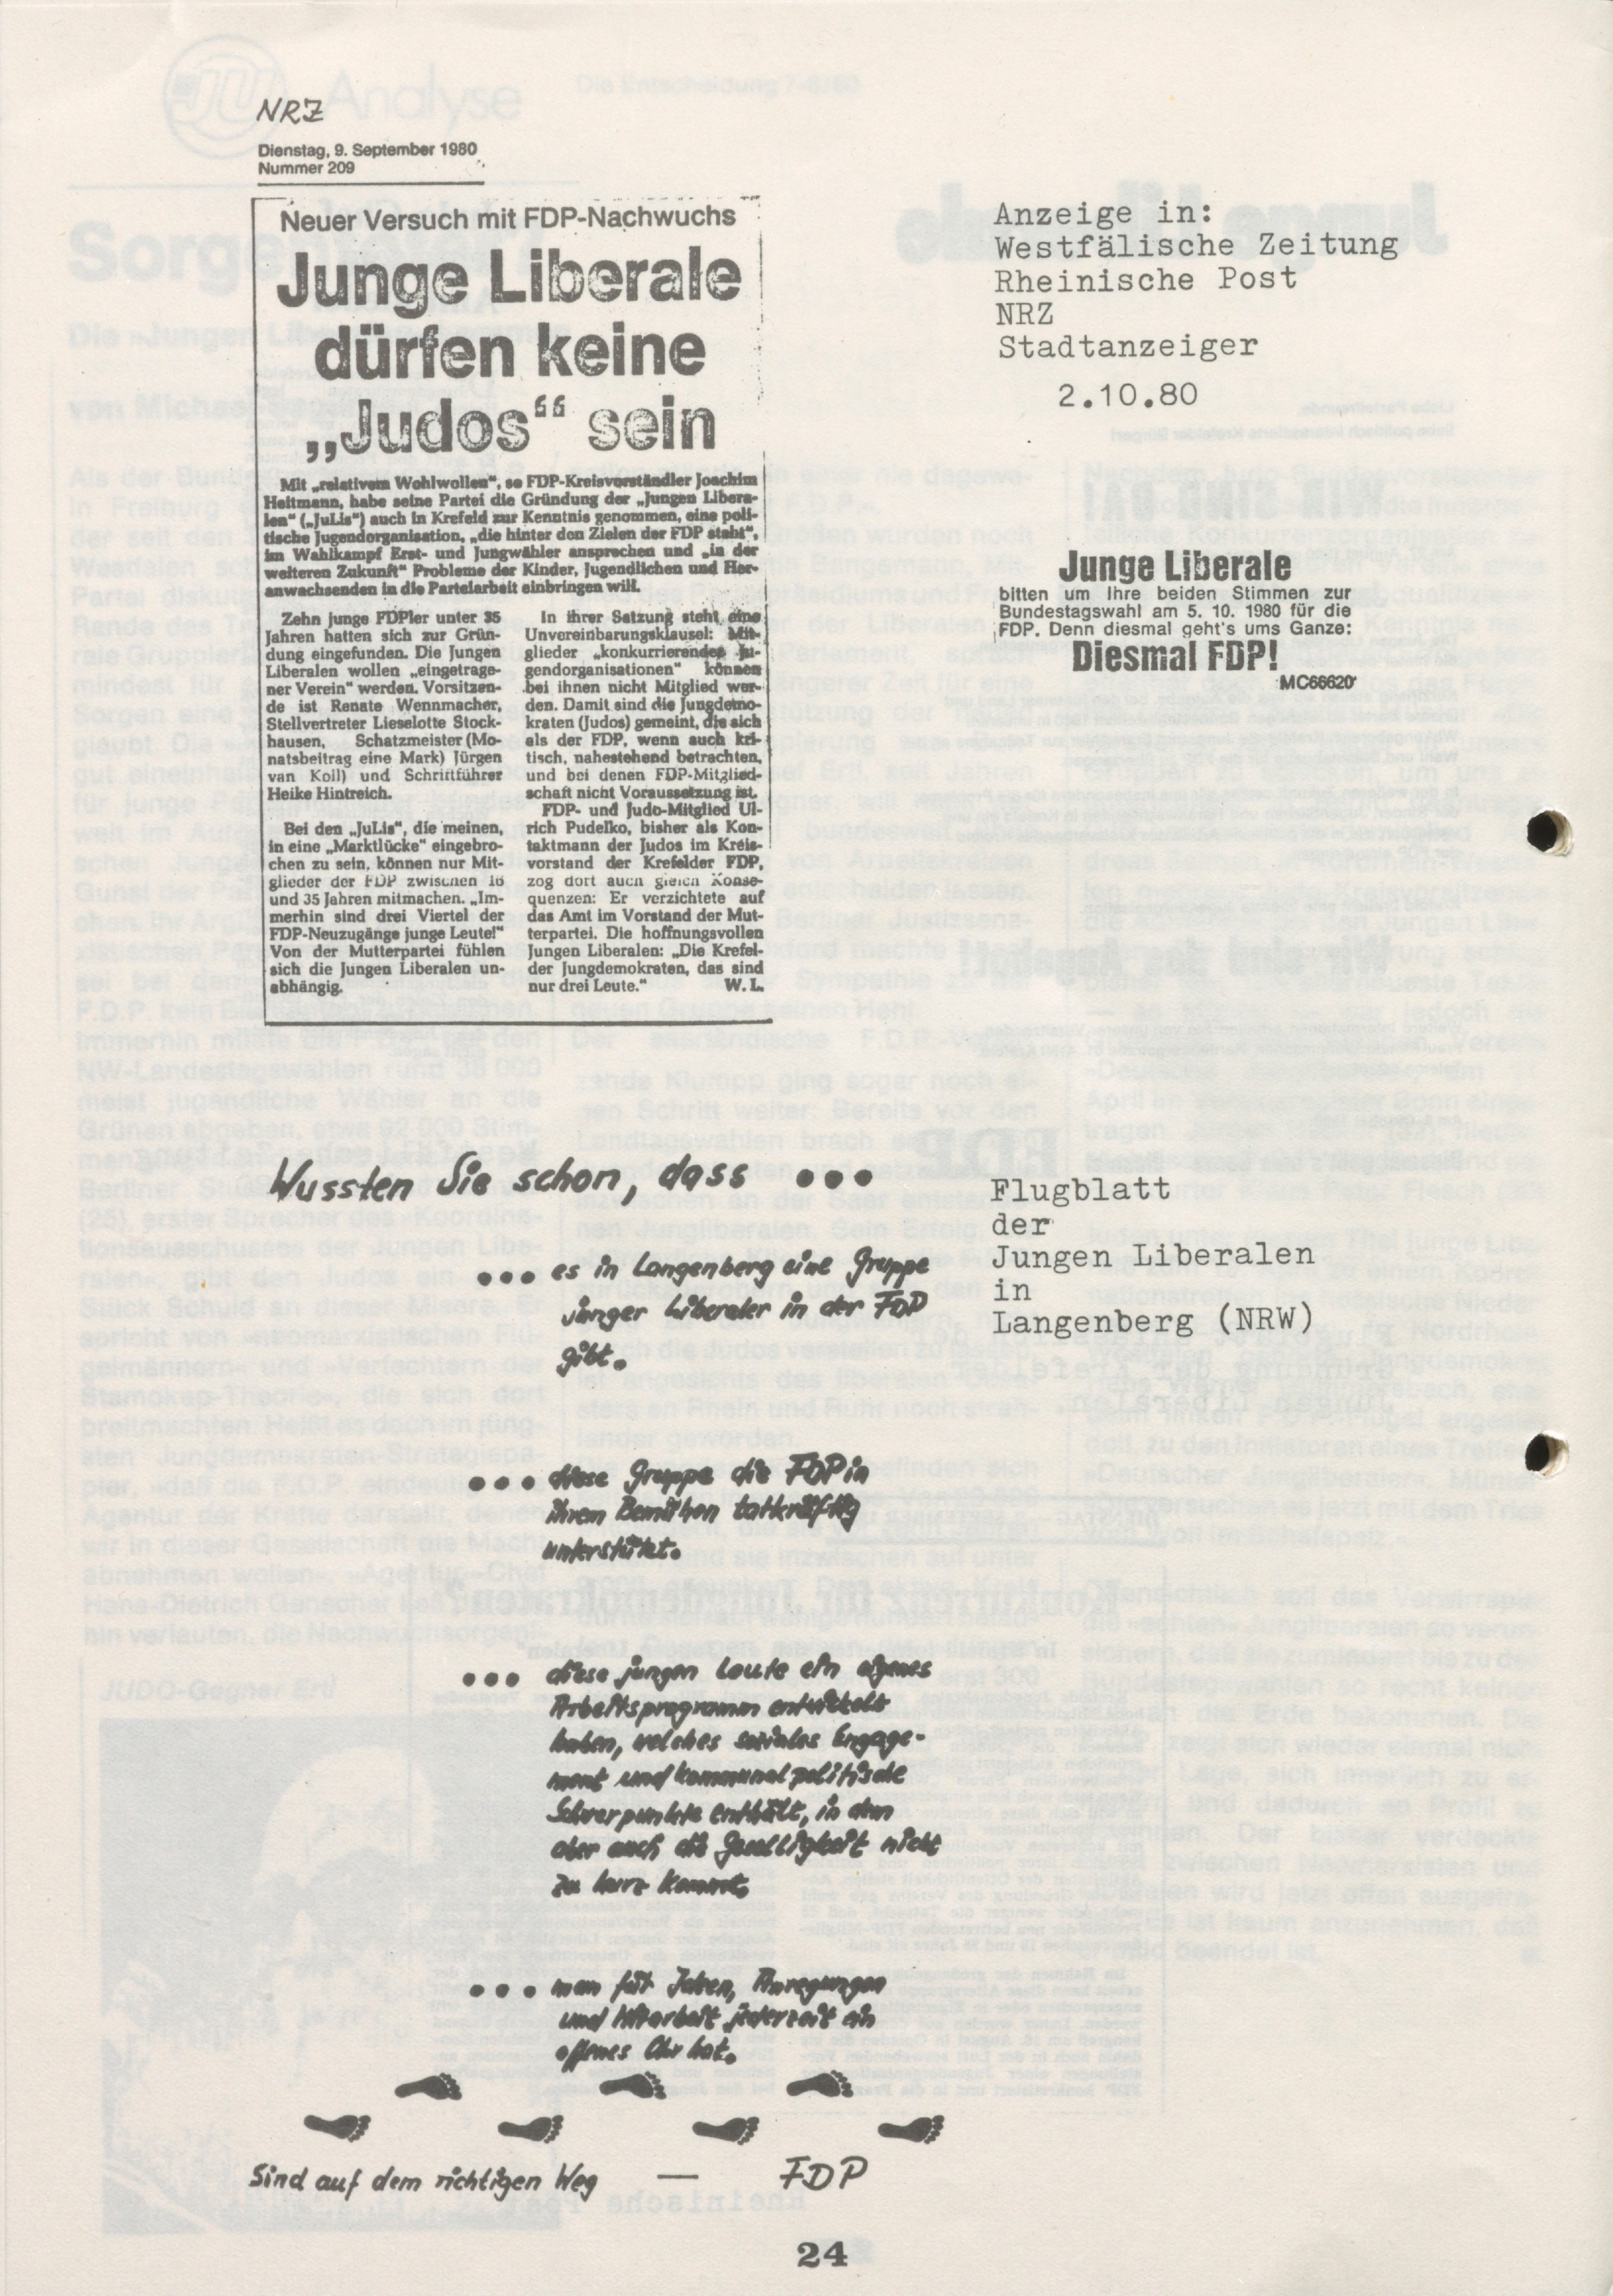 NRZ
Dienstag, 9. September 1980
Nummer 209
Neuer Versuch mit FDP-Nachwuchs
Junge Liberale
dürfen keine
„Judos“ sein
Mit „relativem Wohlwollen“, so FDP-Kreisvorständler Joachim
Heitmann, habe seine Partei die Gründung der „Jungen Libera-
len“ („JuLis“) auch in Krefeld zur Kenntnis genommen, eine poli-
tische Jugendorganisation, „die hinter den Zielen der FDP steht“,
im Wahlkampf Erst- und Jungwähler ansprechen und „in der
weiteren Zukunft“ Probleme der Kinder, Jugendlichen und Her-
anwachsenden in die Parteiarbeit einbringen will.
Zehn junge FDPler unter 35
Jahren hatten sich zur Grün-
dung eingefunden. Die Jungen
Liberalen wollen „eingetrage-
ner Verein“ werden. Vorsitzen-
de ist Renate Wennmacher,
Stellvertreter Lieselotte Stock-
hausen, Schatzmeister (Mo-
natsbeitrag eine Mark) Jürgen
van Koll) und Schriftführer
Heike Hintreich.
Bei den „JuLis“, die meinen,
in eine „Marktlücke“ eingebro-
chen zu sein, können nur Mit-
glieder der FDP zwischen 16
und 35 Jahren mitmachen. „Im-
merhin sind drei Viertel der
FDP-Neuzugänge junge Leute!“
Von der Mutterpartei fühlen
sich die Jungen Liberalen un-
abhängig.
In ihrer Satzung steht eine
Unvereinbarungsklausel: Mit-
glieder „konkurrierender Ju-
gendorganisationen“ können
bei ihnen nicht Mitglied wer-
den. Damit sind die Jungdemo-
kraten (Judos) gemeint, die sich
als der FDP, wenn auch kri-
tisch, nahestehend betrachten,
und bei denen FDP-Mitglied-
schaft nicht Voraussetzung ist.
FDP- und Judo-Mitglied Ul-
rich Pudelko, bisher als Kon-
taktmann der Judos im Kreis-
vorstand der Krefelder FDP,
zog dort auch gleich Konse-
quenzen: Er verzichtete auf
das Amt im Vorstand der Mut-
terpartei. Die hoffnungsvollen
Jungen Liberalen: „Die Krefel-
der Jungdemokraten, das sind
nur drei Leute.“ W. L.
Anzeige in:
Westfälische Zeitung
Rheinische Post
NRZ
Stadtanzeiger
2.10.80
Junge Liberale
bitten um Ihre beiden Stimmen zur
Bundestagswahl am 5. 10. 1980 für die
FDP. Denn diesmal geht's ums Ganze:
Diesmal FDP!
MC66620
Wussten Sie schon, dass ...
... es in Langenberg eine Gruppe
junger Liberaler in der FDP
gibt.
... diese Gruppe die FDP in
ihrem Bemühen tatkräftig
unterstützt.
... diese jungen Leute ein eigenes
Arbeitsprogramm entwickelt
haben, welches soziales Engage-
ment und kommunalpolitische
Schwerpunkte enthält, in dem
aber auch die Geselligkeit nicht
zu kurz kommt.
... man für Ideen, Anregungen
und Mitarbeit jederzeit ein
offenes Ohr hat.
Sind auf dem richtigen Weg — FDP
Flugblatt
der
Jungen Liberalen
in
Langenberg (NRW)
24